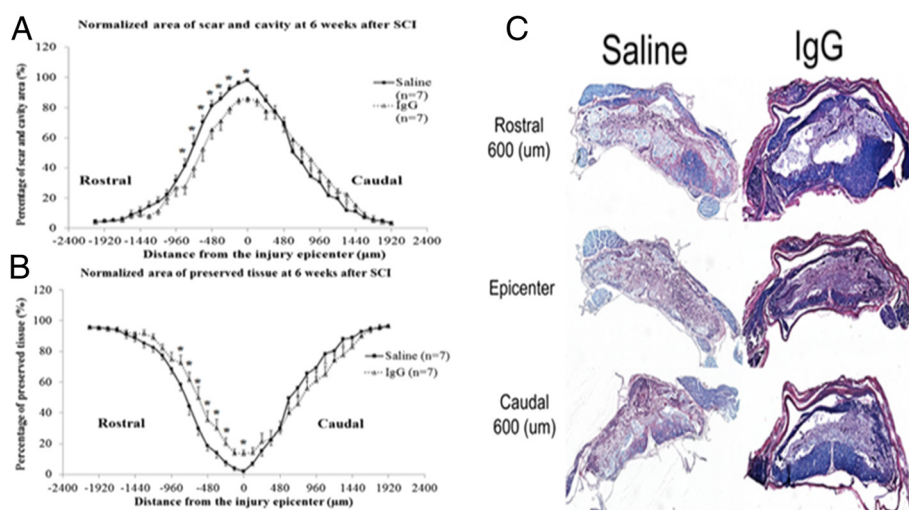 A
Normalized area of scar and cavity at 6 weeks after SCI
Percentage of scar and cavity area (%)
120
100
80
60
40
20
0
Saline
(n=7)
IgG
(n=7)
Rostral
Caudal
-2400 -1920 -1440 -960 -480 0 480 960 1440 1920 2400
Distance from the injury epicenter (µm)
B
Normalized area of preserved tissue at 6 weeks after SCI
Percentage of preserved tissue (%)
120
100
80
60
40
20
0
Saline (n=7)
IgG (n=7)
Rostral
Caudal
-2400 -1920 -1440 -960 -480 0 480 960 1440 1920 2400
Distance from the injury epicenter (µm)
C
Saline IgG
Rostral
600 (um)
Epicenter
Caudal
600 (um)